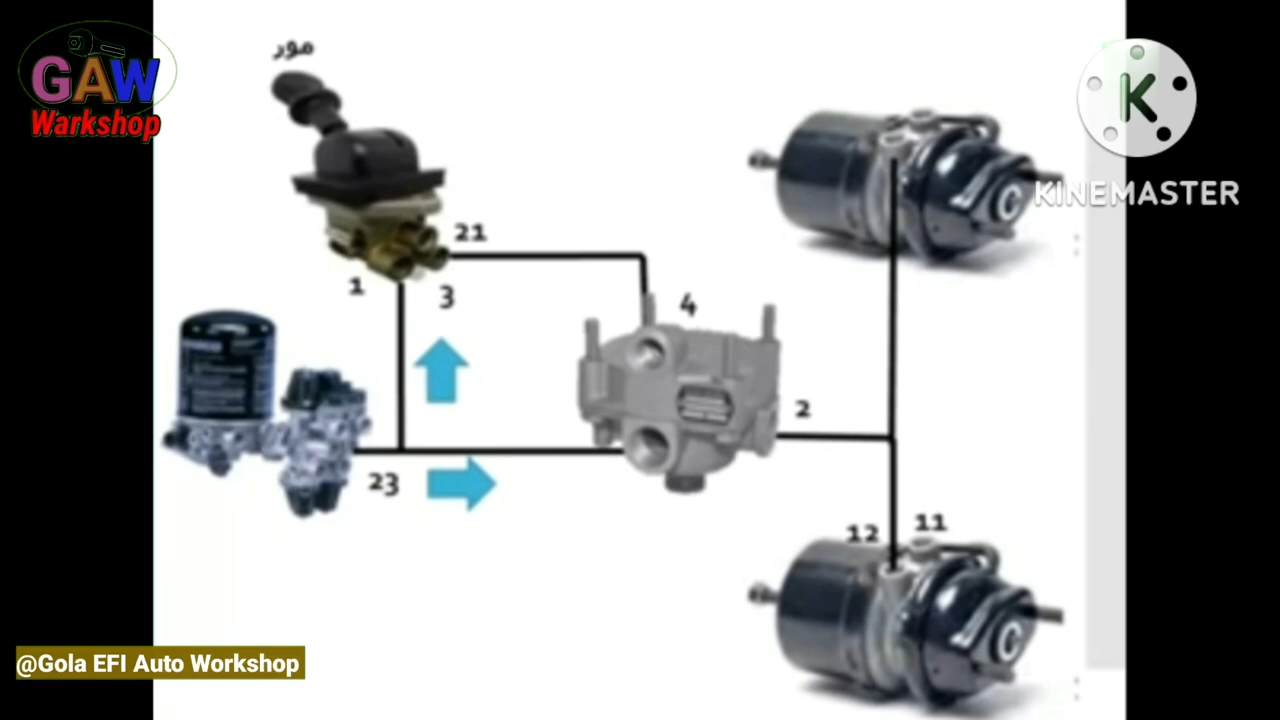 GAW
Warkshop
مور
K
KINEMASTER
21
1
3
4
2
23
12
11
@Gola EFI Auto Workshop